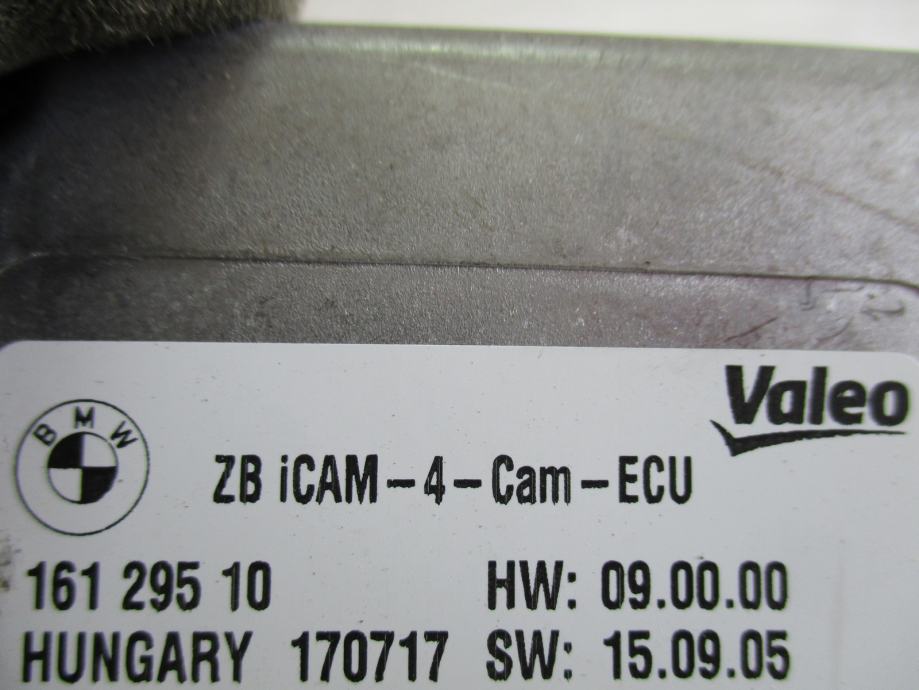 Valeo
BMW
ZB iCAM-4-Cam-ECU
161 295 10 HW: 09.00.00
HUNGARY 170717 SW: 15.09.05